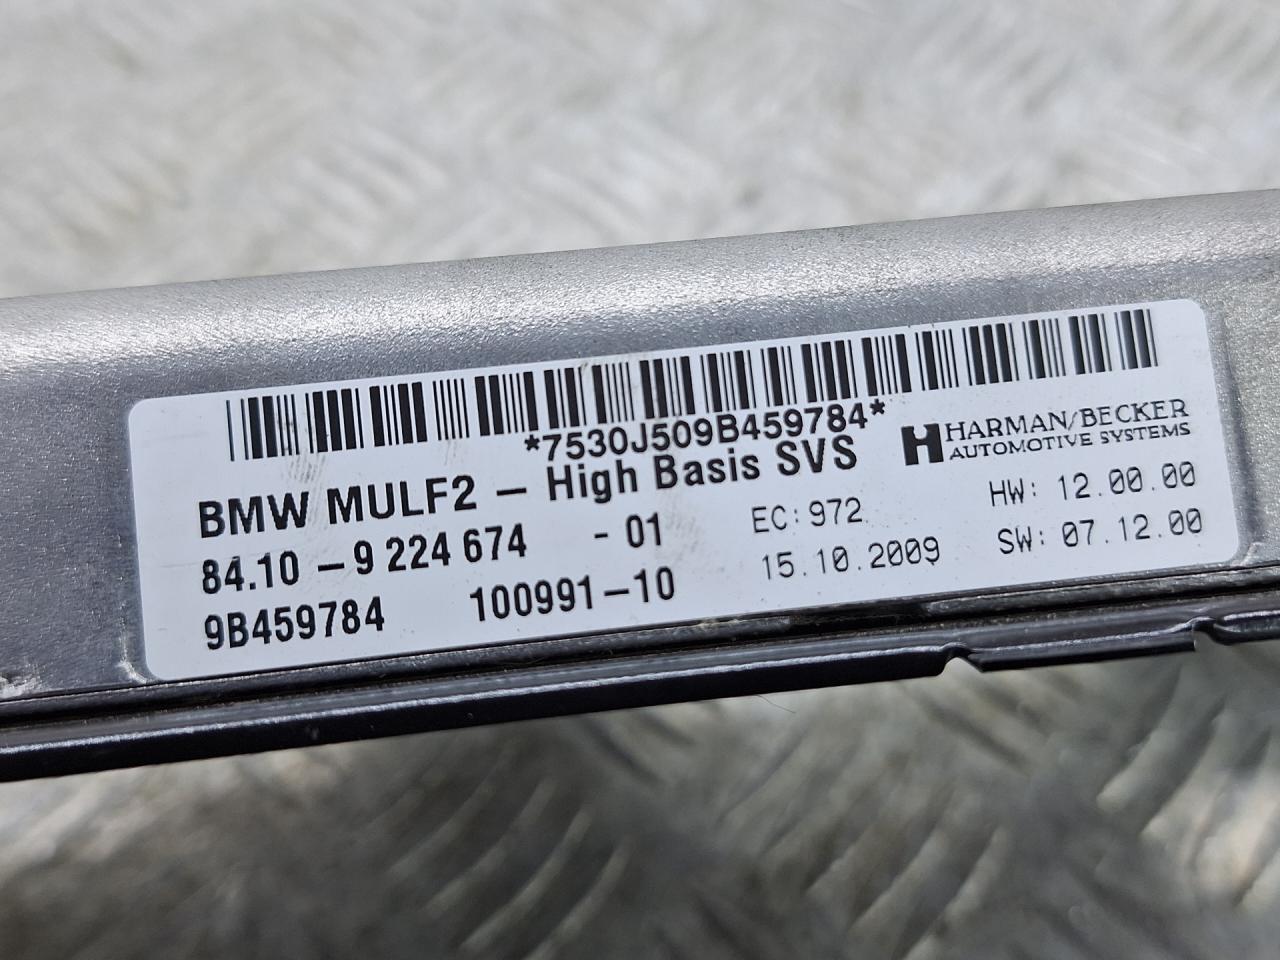 *7530J509B459784*
BMW MULF2 – High Basis SVS
HARMAN/BECKER
AUTOMOTIVE SYSTEMS
84.10 – 9 224 674 - 01
EC: 972
HW: 12.00.00
9B459784 100991–10
15.10.2009
SW: 07.12.00